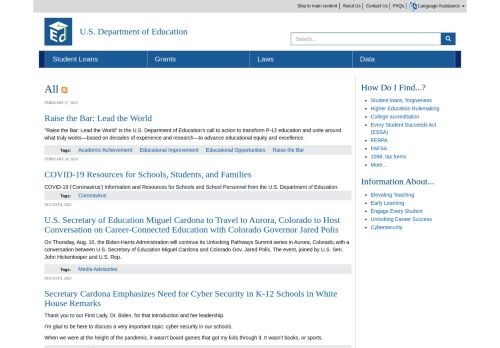 Skip to main content | About Us | Contact Us | FAQs | Language Assistance
U.S. Department of Education
Search...
Student Loans Grants Laws Data
All
FEBRUARY 17, 2023
Raise the Bar: Lead the World
"Raise the Bar: Lead the World" is the U.S. Department of Education's call to action to transform P-12 education and unite around
what truly works—based on decades of experience and research—to advance educational equity and excellence.
Tags: Academic Achievement Educational Improvement Educational Opportunities Raise the Bar
COVID-19 Resources for Schools, Students, and Families
COVID-19 ('Coronavirus') Information and Resources for Schools and School Personnel from the U.S. Department of Education.
Tags: Coronavirus
AUGUST 8, 2023
U.S. Secretary of Education Miguel Cardona to Travel to Aurora, Colorado to Host
Conversation on Career-Connected Education with Colorado Governor Jared Polis
On Thursday, Aug. 10, the Biden-Harris Administration will continue its Unlocking Pathways Summit series in Aurora, Colorado, with a
conversation between U.S. Secretary of Education Miguel Cardona and Colorado Gov. Jared Polis. The event, joined by U.S. Sen.
John Hickenlooper and U.S. Rep.
Tags: Media Advisories
AUGUST 8, 2023
Secretary Cardona Emphasizes Need for Cyber Security in K-12 Schools in White
House Remarks
Thank you to our First Lady, Dr. Biden, for that introduction and her leadership.
I'm glad to be here to discuss a very important topic: cyber security in our schools.
When we were at the height of the pandemic, it wasn't board games that got my kids through it. It wasn't books, or sports.
How Do I Find...?
Student loans, forgiveness
Higher Education Rulemaking
College accreditation
Every Student Succeeds Act
(ESSA)
FERPA
FAFSA
1098, tax forms
More...
Information About...
Elevating Teaching
Early Learning
Engage Every Student
Unlocking Career Success
Cybersecurity